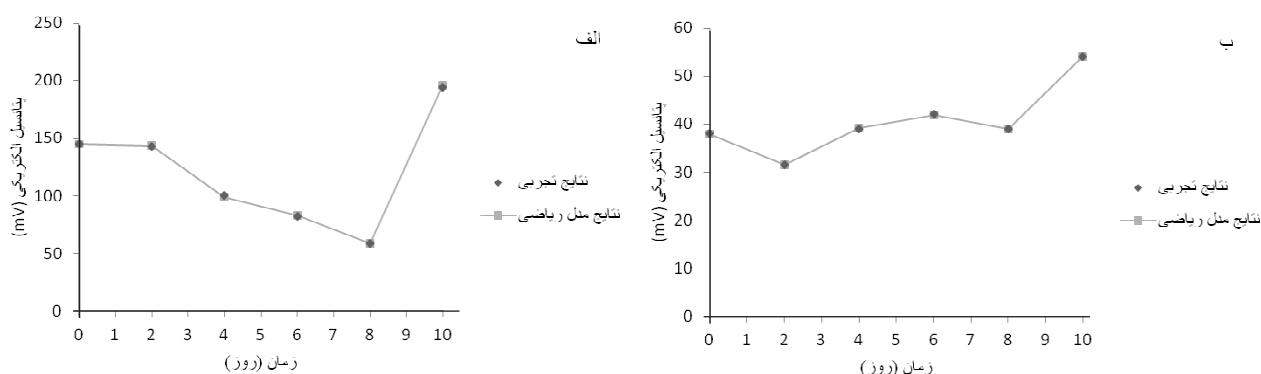 الف
پتانسیل الکتریکی (mV)
250
200
150
100
50
0
0 1 2 3 4 5 6 7 8 9 10
زمان (روز)
نتایج تجربی
نتایج مدل ریاضی
ب
پتانسیل الکتریکی (mV)
60
50
40
30
20
10
0
0 1 2 3 4 5 6 7 8 9 10
زمان (روز)
نتایج تجربی
نتایج مدل ریاضی